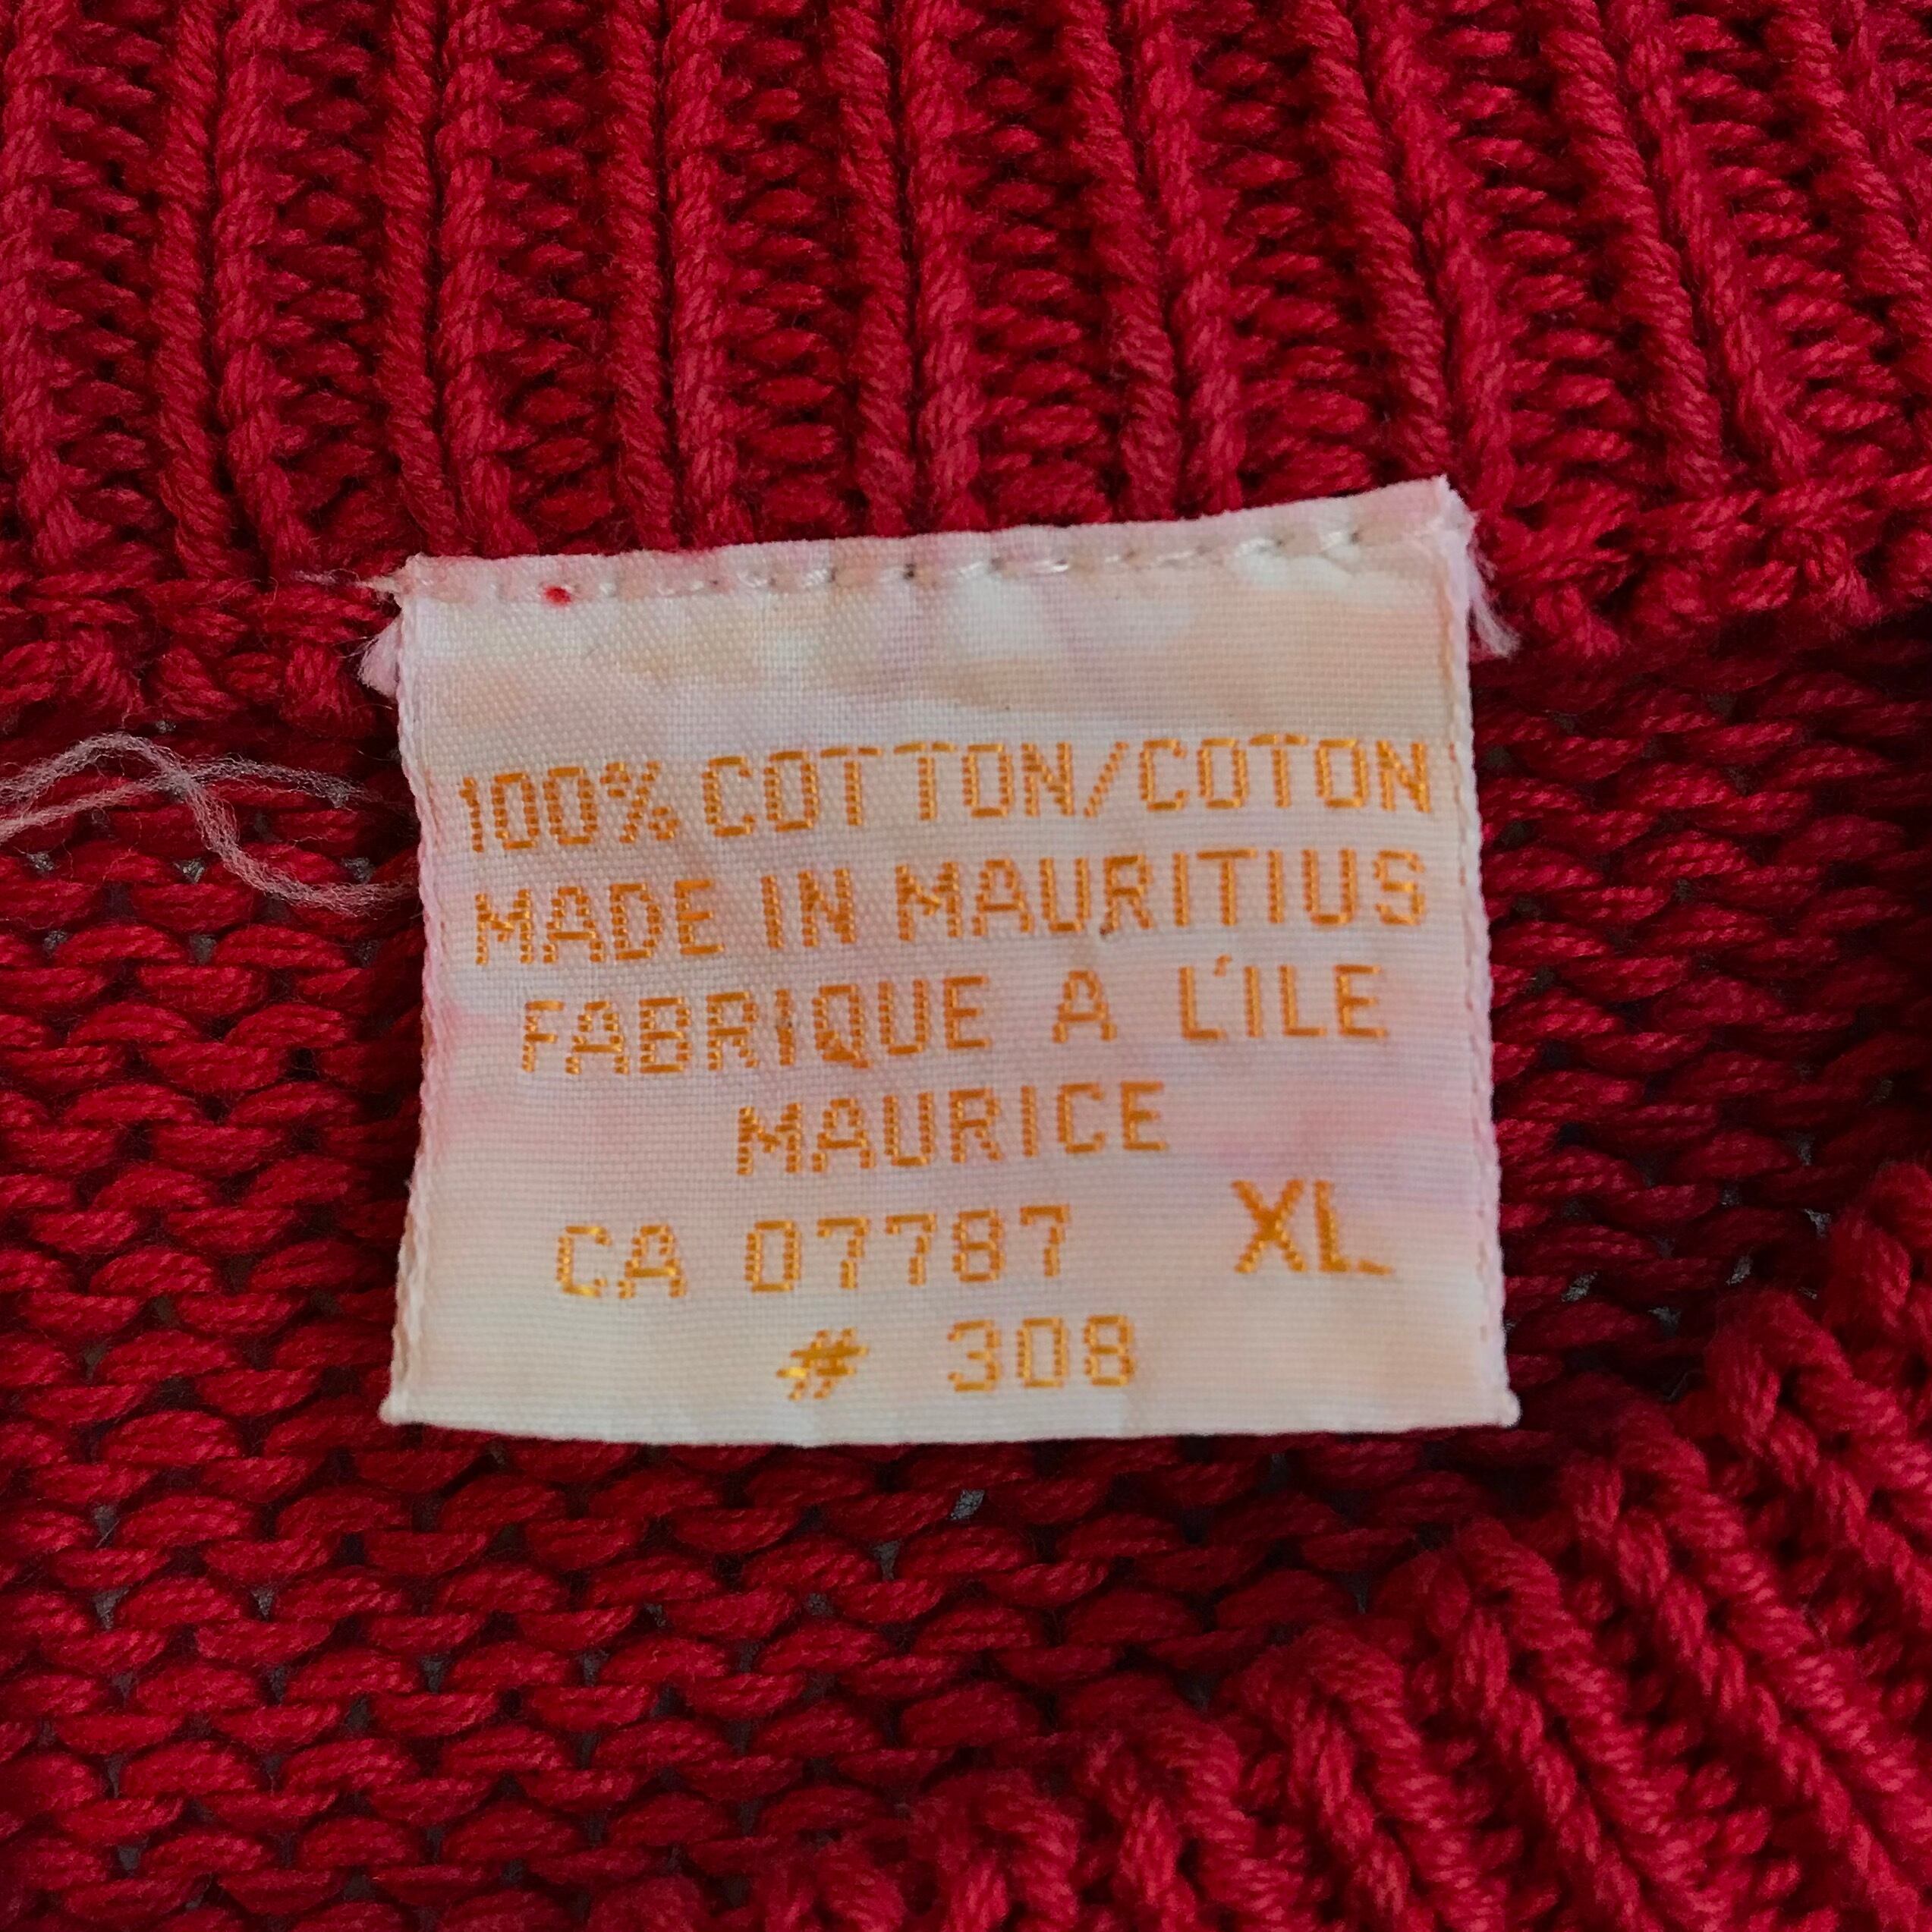 100% COTTON/COTON
MADE IN MAURITIUS
FABRIQUE A L'ILE
MAURICE
CA 07787 XL
# 308